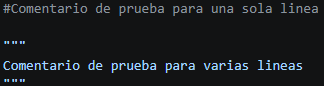 #Comentario de prueba para una sola linea
"""
Comentario de prueba para varias lineas
"""